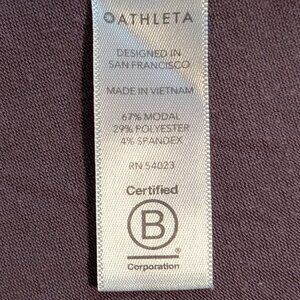 ATHLETA
DESIGNED IN
SAN FRANCISCO
MADE IN VIETNAM
67% MODAL
29% POLYESTER
4% SPANDEX
RN 54023
Certified
B
Corporation